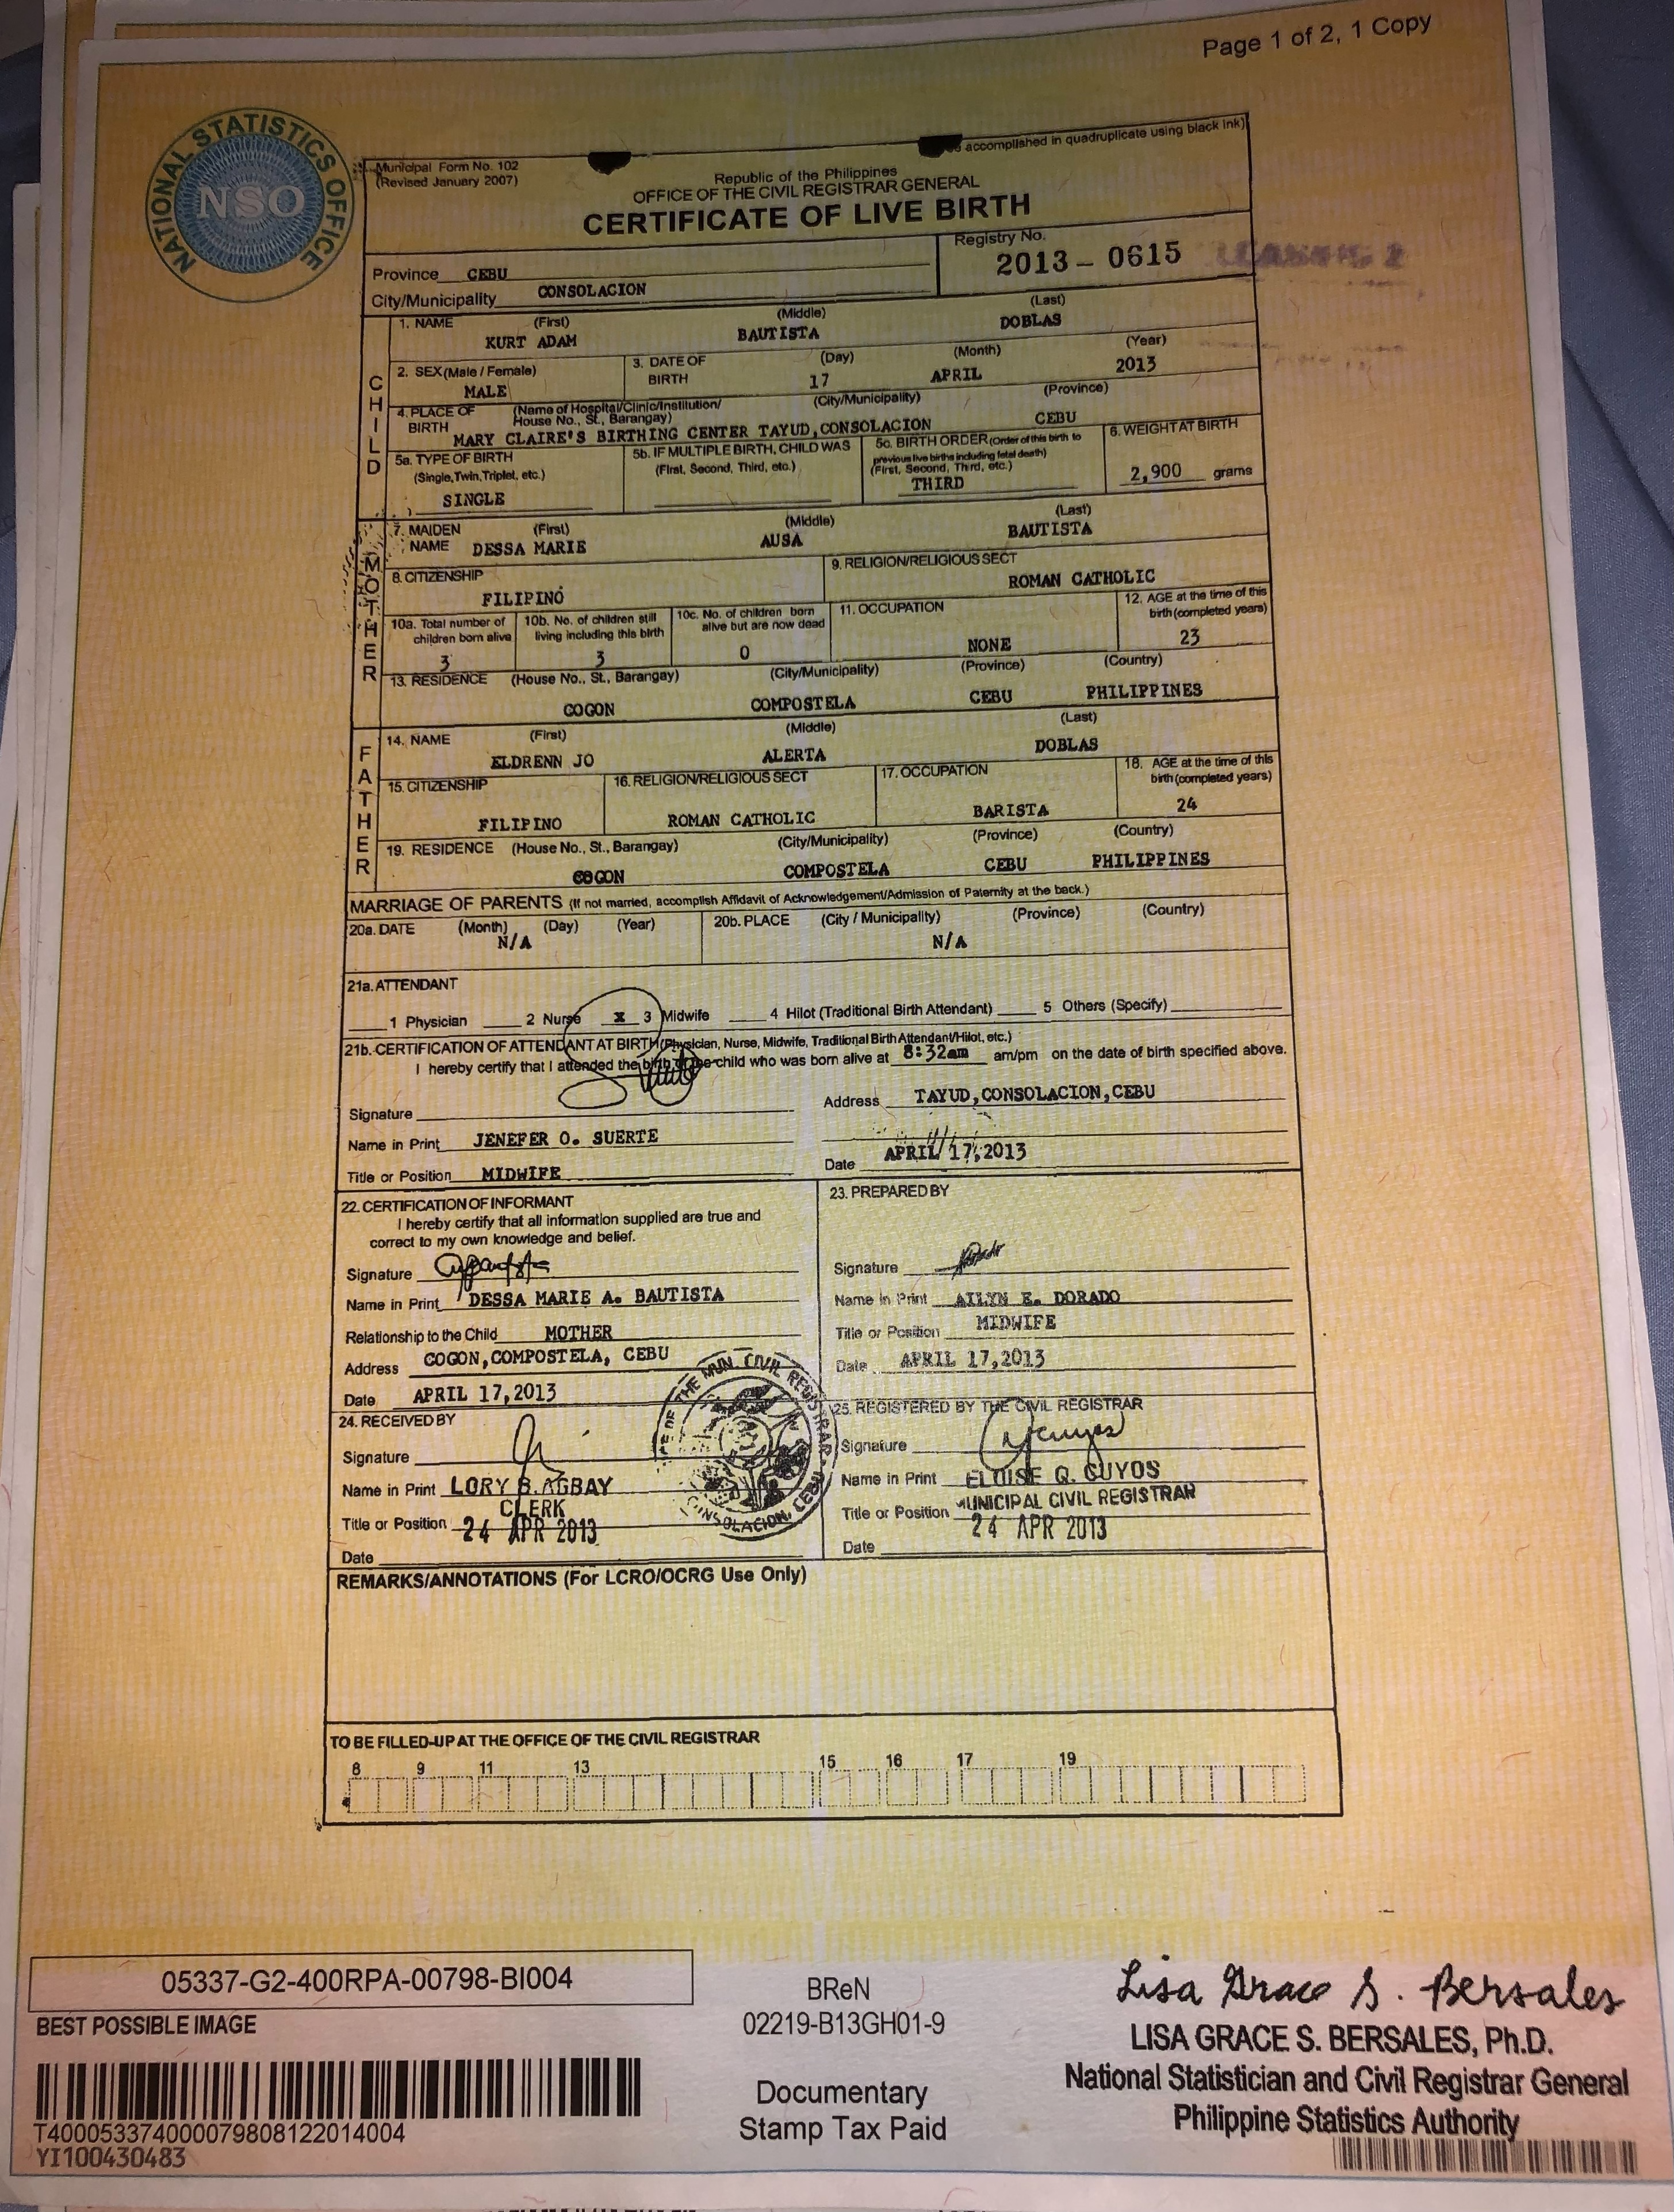 Page 1 of 2, 1 Copy
NATIONAL STATISTICS OFFICE
NSO
Municipal Form No. 102
(Revised January 2007)
accomplished in quadruplicate using black ink)
Republic of the Philippines
OFFICE OF THE CIVIL REGISTRAR GENERAL
CERTIFICATE OF LIVE BIRTH
Province CEBU
City/Municipality CONSOLACION
Registry No.
2013 - 0615
CHILD
1. NAME (First) (Middle) (Last)
KURT ADAM BAUTISTA DOBLAS
2. SEX (Male / Female)
MALE
3. DATE OF BIRTH (Day) (Month) (Year)
17 APRIL 2013
4. PLACE OF BIRTH (Name of Hospital/Clinic/Institution/ House No., St., Barangay) (City/Municipality) (Province)
MARY CLAIRE'S BIRTHING CENTER TAYUD, CONSOLACION CEBU
5a. TYPE OF BIRTH
(Single, Twin, Triplet, etc.)
SINGLE
5b. IF MULTIPLE BIRTH, CHILD WAS
(First, Second, Third, etc.)
5c. BIRTH ORDER (Order of this birth to
previous live births including fetal death)
(First, Second, Third, etc.)
THIRD
6. WEIGHT AT BIRTH
2,900 grams
MOTHER
7. MAIDEN NAME (First) (Middle) (Last)
DESSA MARIE AUSA BAUTISTA
8. CITIZENSHIP
FILIPINO
9. RELIGION/RELIGIOUS SECT
ROMAN CATHOLIC
10a. Total number of children born alive
3
10b. No. of children still living including this birth
3
10c. No. of children born alive but are now dead
0
11. OCCUPATION
NONE
12. AGE at the time of this birth (completed years)
23
13. RESIDENCE (House No., St., Barangay) (City/Municipality) (Province) (Country)
COGON COMPOSTELA CEBU PHILIPPINES
FATHER
14. NAME (First) (Middle) (Last)
ELDRENN JO ALERTA DOBLAS
15. CITIZENSHIP
FILIPINO
16. RELIGION/RELIGIOUS SECT
ROMAN CATHOLIC
17. OCCUPATION
BARISTA
18. AGE at the time of this birth (completed years)
24
19. RESIDENCE (House No., St., Barangay) (City/Municipality) (Province) (Country)
COGON COMPOSTELA CEBU PHILIPPINES
MARRIAGE OF PARENTS (If not married, accomplish Affidavit of Acknowledgement/Admission of Paternity at the back.)
20a. DATE (Month) (Day) (Year)
N/A
20b. PLACE (City / Municipality) (Province) (Country)
N/A
21a. ATTENDANT
1 Physician 2 Nurse x 3 Midwife 4 Hilot (Traditional Birth Attendant) 5 Others (Specify)
21b. CERTIFICATION OF ATTENDANT AT BIRTH (Physician, Nurse, Midwife, Traditional Birth Attendant/Hilot, etc.)
I hereby certify that I attended the birth of the child who was born alive at 8:32am am/pm on the date of birth specified above.
Signature
Name in Print JENEFER O. SUERTE
Title or Position MIDWIFE
Address TAYUD, CONSOLACION, CEBU
Date APRIL 17, 2013
22. CERTIFICATION OF INFORMANT
I hereby certify that all information supplied are true and
correct to my own knowledge and belief.
Signature
Name in Print DESSA MARIE A. BAUTISTA
Relationship to the Child MOTHER
Address COGON, COMPOSTELA, CEBU
Date APRIL 17, 2013
23. PREPARED BY
Signature
Name in Print AILYN E. DORADO
Title or Position MIDWIFE
Date APRIL 17, 2013
24. RECEIVED BY
Signature
Name in Print LORY B. AGBAY
Title or Position CLERK
24 APR 2013
Date
THE MUN. CIVIL REGISTRAR
CONSOLACION, CEBU
25. REGISTERED BY THE CIVIL REGISTRAR
Signature
Name in Print ELOISE Q. CUYOS
Title or Position MUNICIPAL CIVIL REGISTRAR
24 APR 2013
Date
REMARKS/ANNOTATIONS (For LCRO/OCRG Use Only)
TO BE FILLED-UP AT THE OFFICE OF THE CIVIL REGISTRAR
8 9 11 13 15 16 17 19
05337-G2-400RPA-00798-BI004
BEST POSSIBLE IMAGE
T400053374000079808122014004
YI100430483
BReN
02219-B13GH01-9
Documentary
Stamp Tax Paid
Lisa Grace S. Bersales
LISA GRACE S. BERSALES, Ph.D.
National Statistician and Civil Registrar General
Philippine Statistics Authority